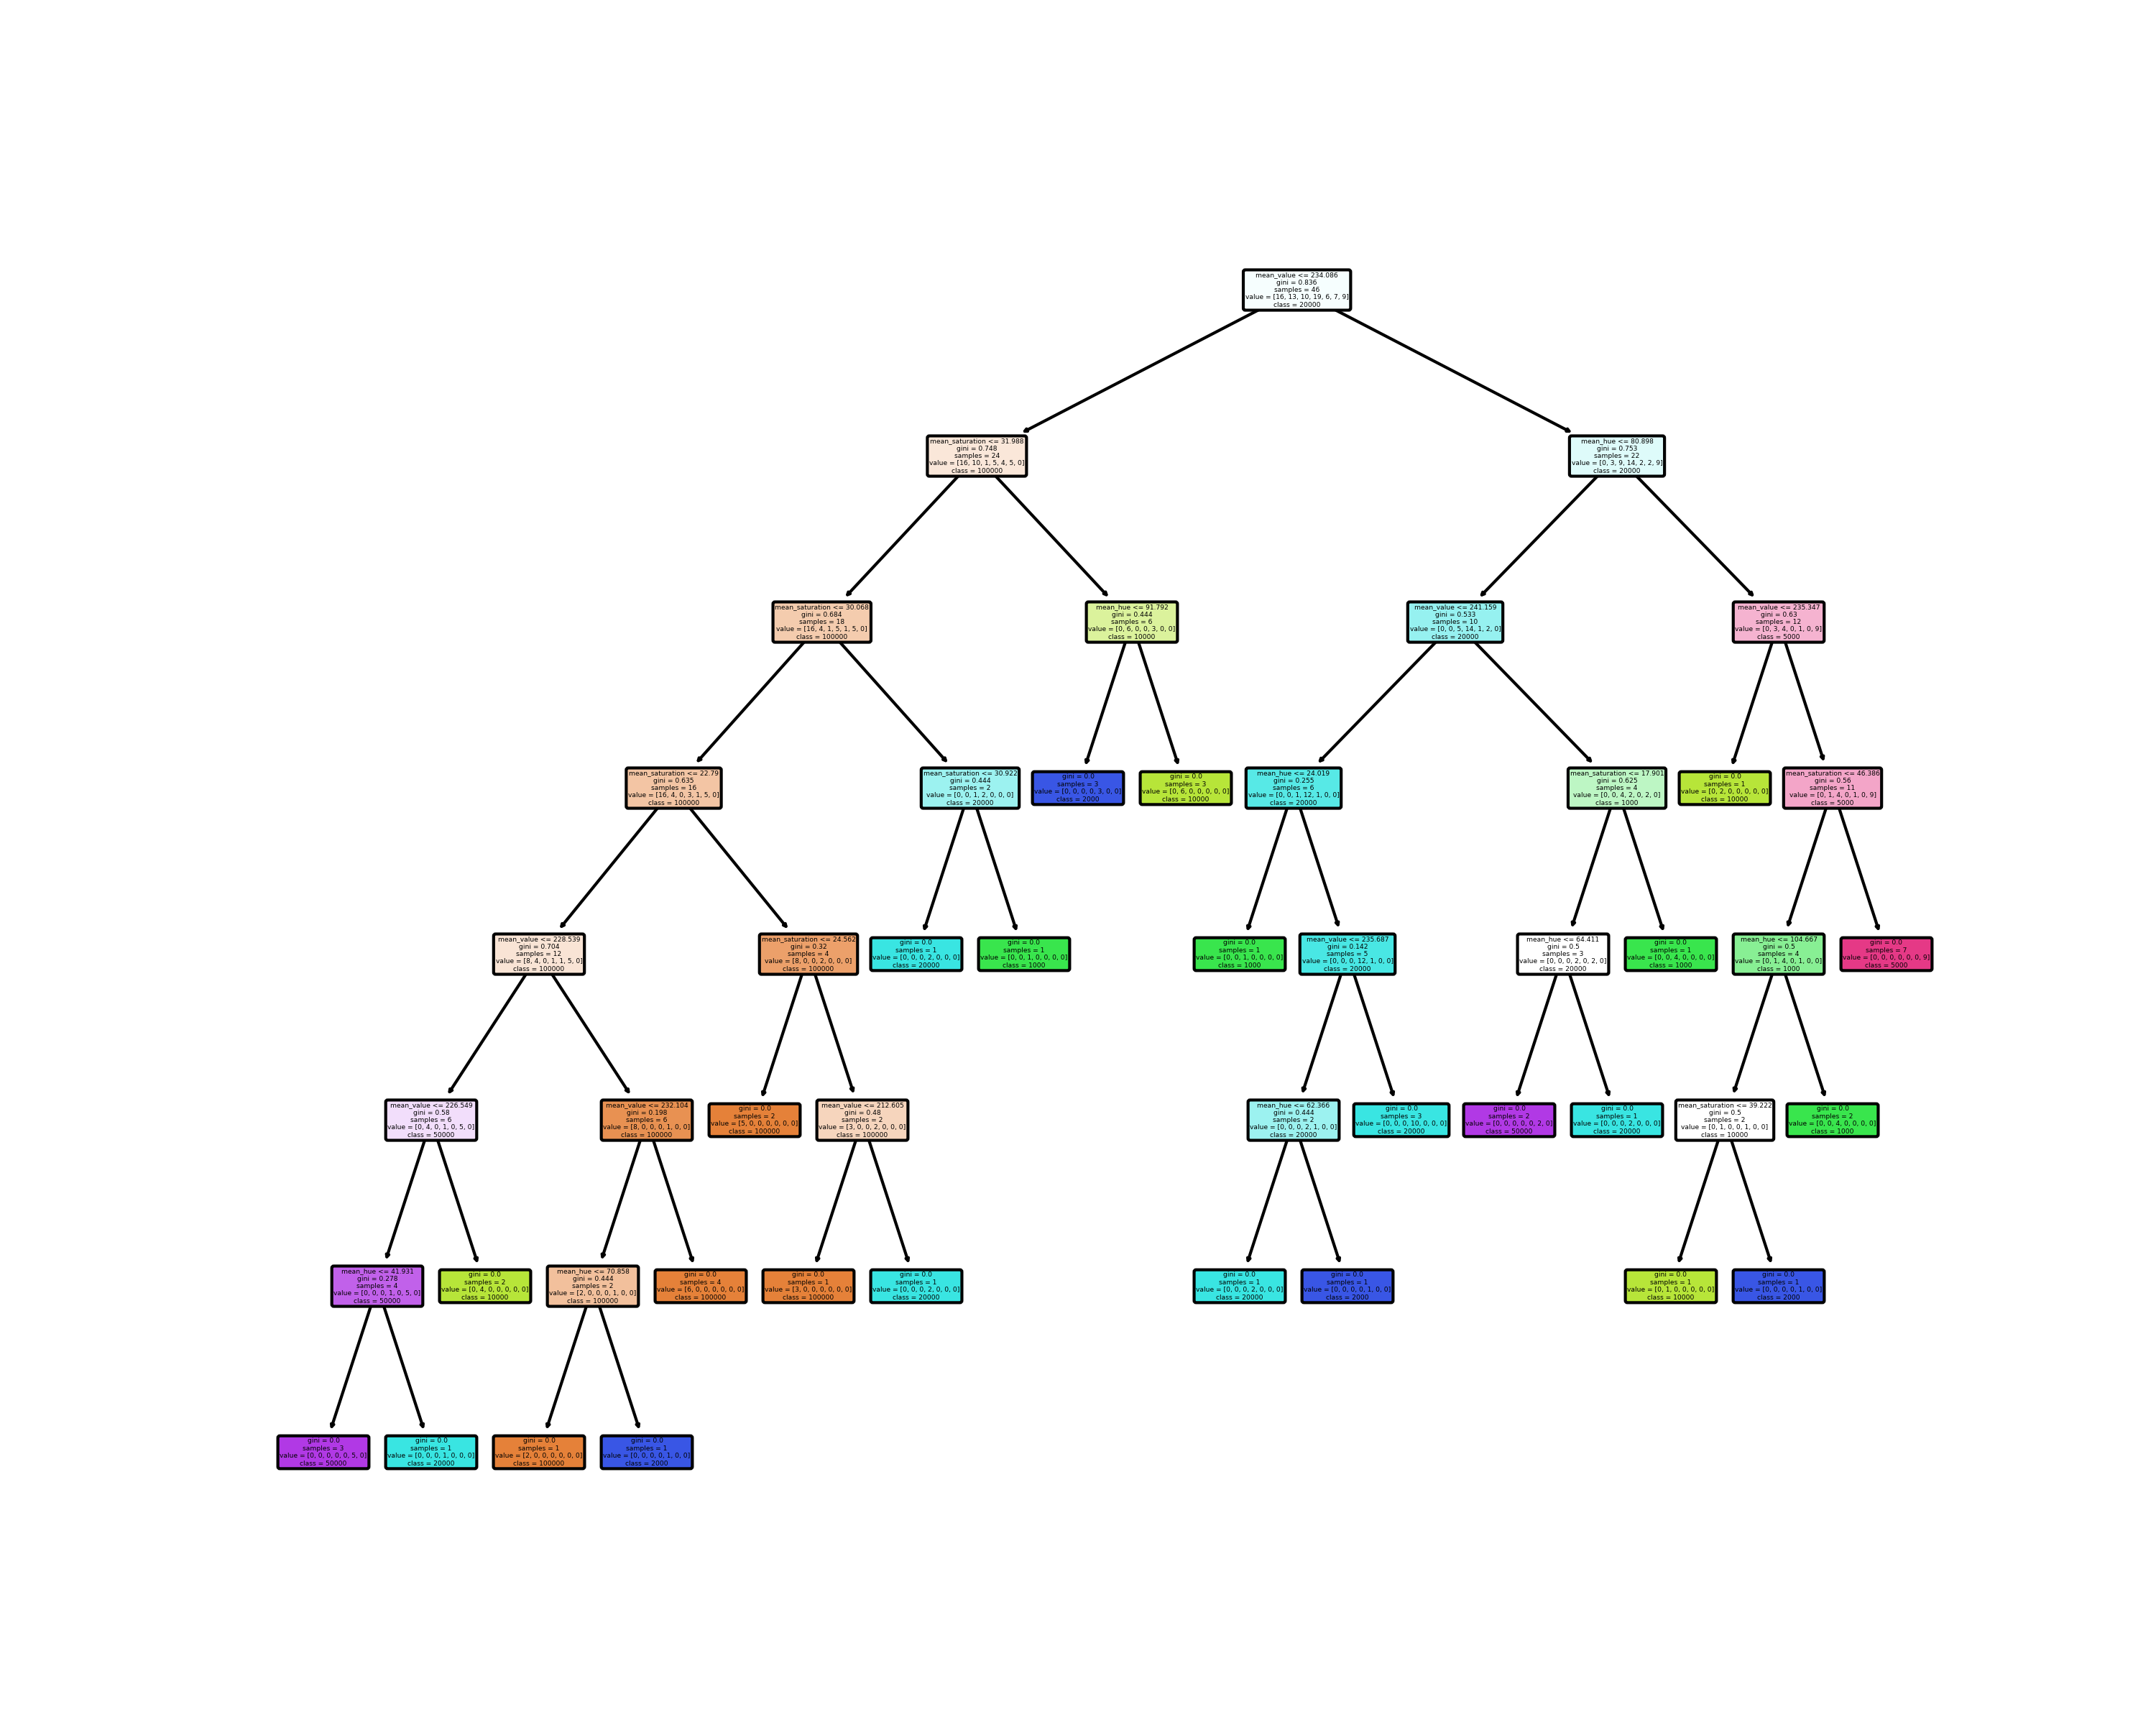 mean_value <= 234.086
gini = 0.836
samples = 46
value = [16, 13, 10, 19, 6, 7, 9]
class = 20000
mean_saturation <= 31.988
gini = 0.748
samples = 24
value = [16, 10, 1, 5, 4, 5, 0]
class = 100000
mean_hue <= 80.898
gini = 0.753
samples = 22
value = [0, 3, 9, 14, 2, 2, 9]
class = 20000
mean_saturation <= 30.068
gini = 0.684
samples = 18
value = [16, 4, 1, 5, 1, 5, 0]
class = 100000
mean_hue <= 91.792
gini = 0.444
samples = 6
value = [0, 6, 0, 0, 3, 0, 0]
class = 10000
mean_value <= 241.159
gini = 0.533
samples = 10
value = [0, 0, 5, 14, 1, 2, 0]
class = 20000
mean_value <= 235.347
gini = 0.63
samples = 12
value = [0, 3, 4, 0, 1, 0, 9]
class = 5000
mean_saturation <= 22.79
gini = 0.635
samples = 16
value = [16, 4, 0, 3, 1, 5, 0]
class = 100000
mean_saturation <= 30.922
gini = 0.444
samples = 2
value = [0, 0, 1, 2, 0, 0, 0]
class = 20000
gini = 0.0
samples = 3
value = [0, 0, 0, 0, 3, 0, 0]
class = 2000
gini = 0.0
samples = 3
value = [0, 6, 0, 0, 0, 0, 0]
class = 10000
mean_hue <= 24.019
gini = 0.255
samples = 6
value = [0, 0, 1, 12, 1, 0, 0]
class = 20000
mean_saturation <= 17.901
gini = 0.625
samples = 4
value = [0, 0, 4, 2, 0, 2, 0]
class = 1000
gini = 0.0
samples = 1
value = [0, 2, 0, 0, 0, 0, 0]
class = 10000
mean_saturation <= 46.386
gini = 0.56
samples = 11
value = [0, 1, 4, 0, 1, 0, 9]
class = 5000
mean_value <= 228.539
gini = 0.704
samples = 12
value = [8, 4, 0, 1, 1, 5, 0]
class = 100000
mean_saturation <= 24.562
gini = 0.32
samples = 4
value = [8, 0, 0, 2, 0, 0, 0]
class = 100000
gini = 0.0
samples = 1
value = [0, 0, 0, 2, 0, 0, 0]
class = 20000
gini = 0.0
samples = 1
value = [0, 0, 1, 0, 0, 0, 0]
class = 1000
gini = 0.0
samples = 1
value = [0, 0, 1, 0, 0, 0, 0]
class = 1000
mean_value <= 235.687
gini = 0.142
samples = 5
value = [0, 0, 0, 12, 1, 0, 0]
class = 20000
mean_hue <= 64.411
gini = 0.5
samples = 3
value = [0, 0, 0, 2, 0, 2, 0]
class = 20000
gini = 0.0
samples = 1
value = [0, 0, 4, 0, 0, 0, 0]
class = 1000
mean_hue <= 104.667
gini = 0.5
samples = 4
value = [0, 1, 4, 0, 1, 0, 0]
class = 1000
gini = 0.0
samples = 7
value = [0, 0, 0, 0, 0, 0, 9]
class = 5000
mean_value <= 226.549
gini = 0.58
samples = 6
value = [0, 4, 0, 1, 0, 5, 0]
class = 50000
mean_value <= 232.104
gini = 0.198
samples = 6
value = [8, 0, 0, 0, 1, 0, 0]
class = 100000
gini = 0.0
samples = 2
value = [5, 0, 0, 0, 0, 0, 0]
class = 100000
mean_value <= 212.605
gini = 0.48
samples = 2
value = [3, 0, 0, 2, 0, 0, 0]
class = 100000
mean_hue <= 62.366
gini = 0.444
samples = 2
value = [0, 0, 0, 2, 1, 0, 0]
class = 20000
gini = 0.0
samples = 3
value = [0, 0, 0, 10, 0, 0, 0]
class = 20000
gini = 0.0
samples = 2
value = [0, 0, 0, 0, 0, 2, 0]
class = 50000
gini = 0.0
samples = 1
value = [0, 0, 0, 2, 0, 0, 0]
class = 20000
mean_saturation <= 39.222
gini = 0.5
samples = 2
value = [0, 1, 0, 0, 1, 0, 0]
class = 10000
gini = 0.0
samples = 2
value = [0, 0, 4, 0, 0, 0, 0]
class = 1000
mean_hue <= 41.931
gini = 0.278
samples = 4
value = [0, 0, 0, 1, 0, 5, 0]
class = 50000
gini = 0.0
samples = 2
value = [0, 4, 0, 0, 0, 0, 0]
class = 10000
mean_hue <= 70.858
gini = 0.444
samples = 2
value = [2, 0, 0, 0, 1, 0, 0]
class = 100000
gini = 0.0
samples = 4
value = [6, 0, 0, 0, 0, 0, 0]
class = 100000
gini = 0.0
samples = 1
value = [3, 0, 0, 0, 0, 0, 0]
class = 100000
gini = 0.0
samples = 1
value = [0, 0, 0, 2, 0, 0, 0]
class = 20000
gini = 0.0
samples = 1
value = [0, 0, 0, 2, 0, 0, 0]
class = 20000
gini = 0.0
samples = 1
value = [0, 0, 0, 0, 1, 0, 0]
class = 2000
gini = 0.0
samples = 1
value = [0, 1, 0, 0, 0, 0, 0]
class = 10000
gini = 0.0
samples = 1
value = [0, 0, 0, 0, 1, 0, 0]
class = 2000
gini = 0.0
samples = 3
value = [0, 0, 0, 0, 0, 5, 0]
class = 50000
gini = 0.0
samples = 1
value = [0, 0, 0, 1, 0, 0, 0]
class = 20000
gini = 0.0
samples = 1
value = [2, 0, 0, 0, 0, 0, 0]
class = 100000
gini = 0.0
samples = 1
value = [0, 0, 0, 0, 1, 0, 0]
class = 2000